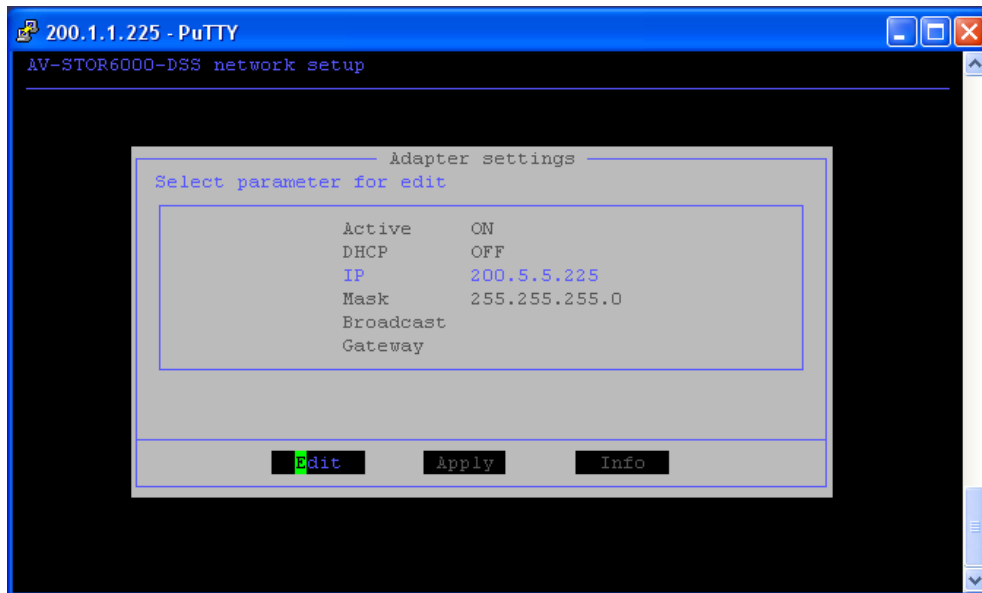 200.1.1.225 - PuTTY
AV-STOR6000-DSS network setup
Adapter settings
Select parameter for edit
Active ON
DHCP OFF
IP 200.5.5.225
Mask 255.255.255.0
Broadcast
Gateway
Edit Apply Info